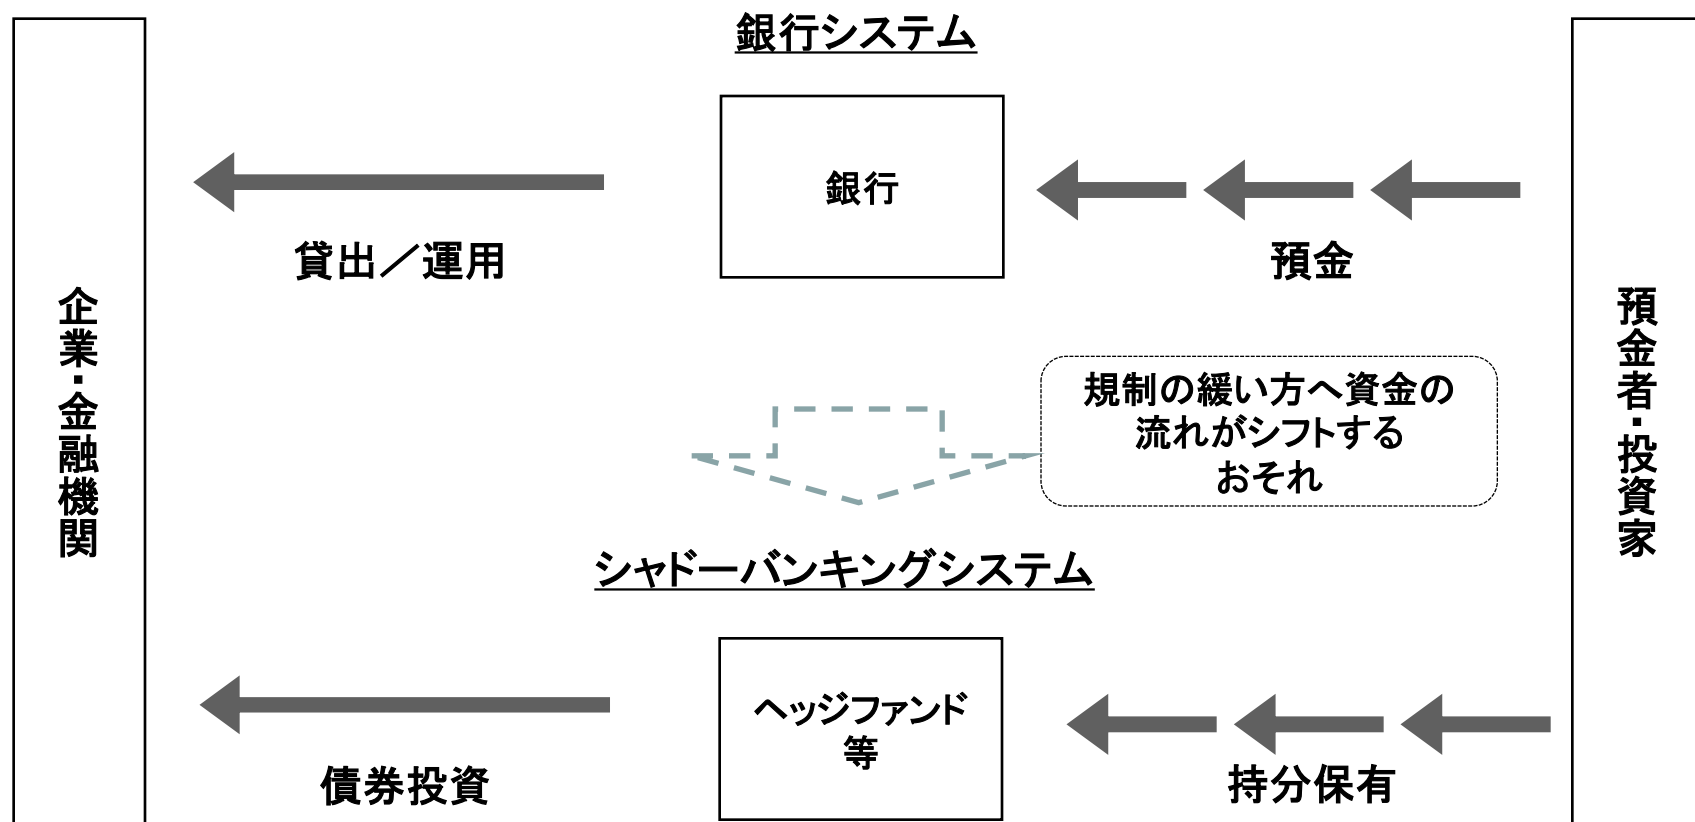 銀行システム
銀行
貸出／運用
預金
企業・金融機関
預金者・投資家
規制の緩い方へ資金の
流れがシフトする
おそれ
シャドーバンキングシステム
ヘッジファンド
等
債券投資
持分保有